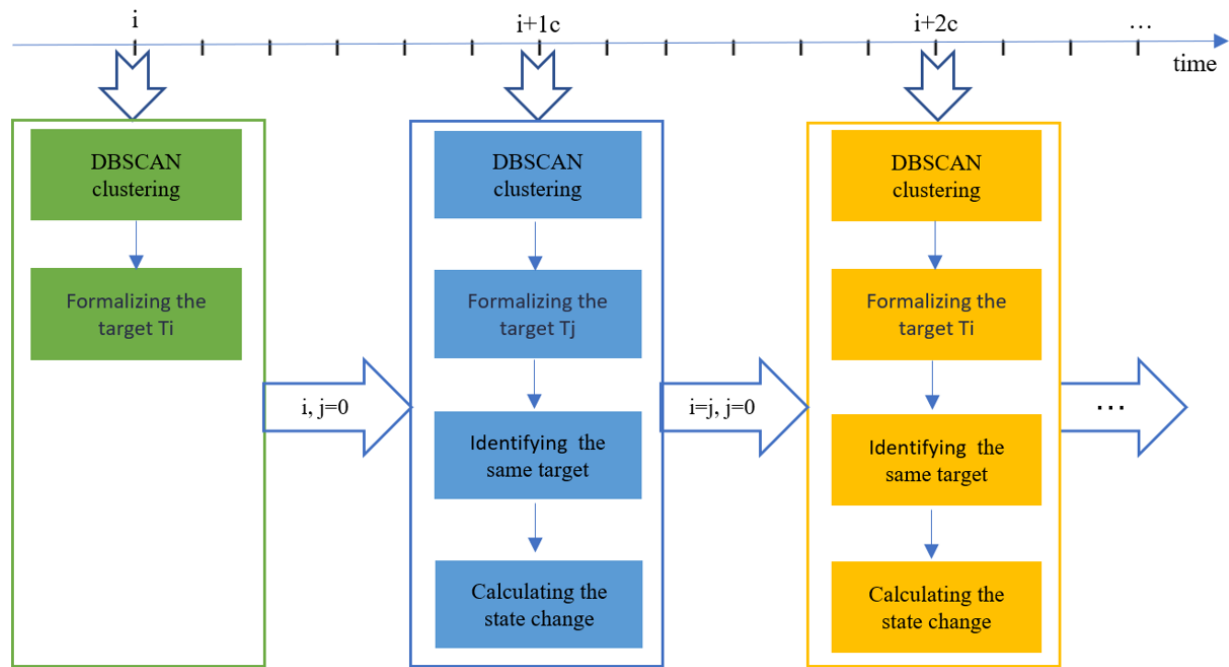 i
i+1c
i+2c
…
time
DBSCAN
clustering
Formalizing the
target Ti
i, j=0
DBSCAN
clustering
Formalizing the
target Tj
Identifying the
same target
Calculating the
state change
i=j, j=0
DBSCAN
clustering
Formalizing the
target Ti
Identifying the
same target
Calculating the
state change
…